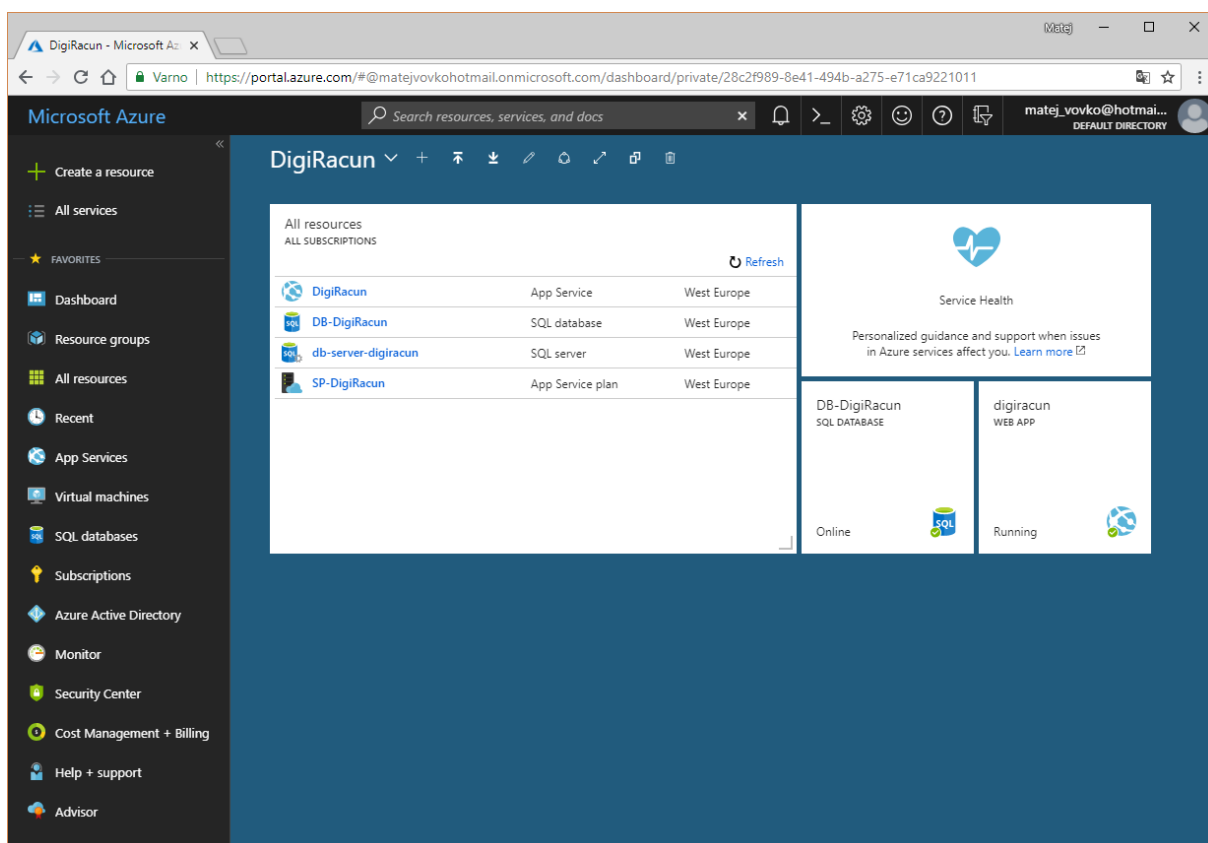 Matej
DigiRacun - Microsoft Az
Varno | https://portal.azure.com/#@matejvovkohotmail.onmicrosoft.com/dashboard/private/28c2f989-8e41-494b-a275-e71ca9221011
Microsoft Azure
Search resources, services, and docs
matej_vovko@hotmai...
DEFAULT DIRECTORY
Create a resource
All services
FAVORITES
Dashboard
Resource groups
All resources
Recent
App Services
Virtual machines
SQL databases
Subscriptions
Azure Active Directory
Monitor
Security Center
Cost Management + Billing
Help + support
Advisor
DigiRacun
All resources
ALL SUBSCRIPTIONS
Refresh
DigiRacun App Service West Europe
DB-DigiRacun SQL database West Europe
db-server-digiracun SQL server West Europe
SP-DigiRacun App Service plan West Europe
Service Health
Personalized guidance and support when issues
in Azure services affect you. Learn more
DB-DigiRacun
SQL DATABASE
Online
SQL
digiracun
WEB APP
Running